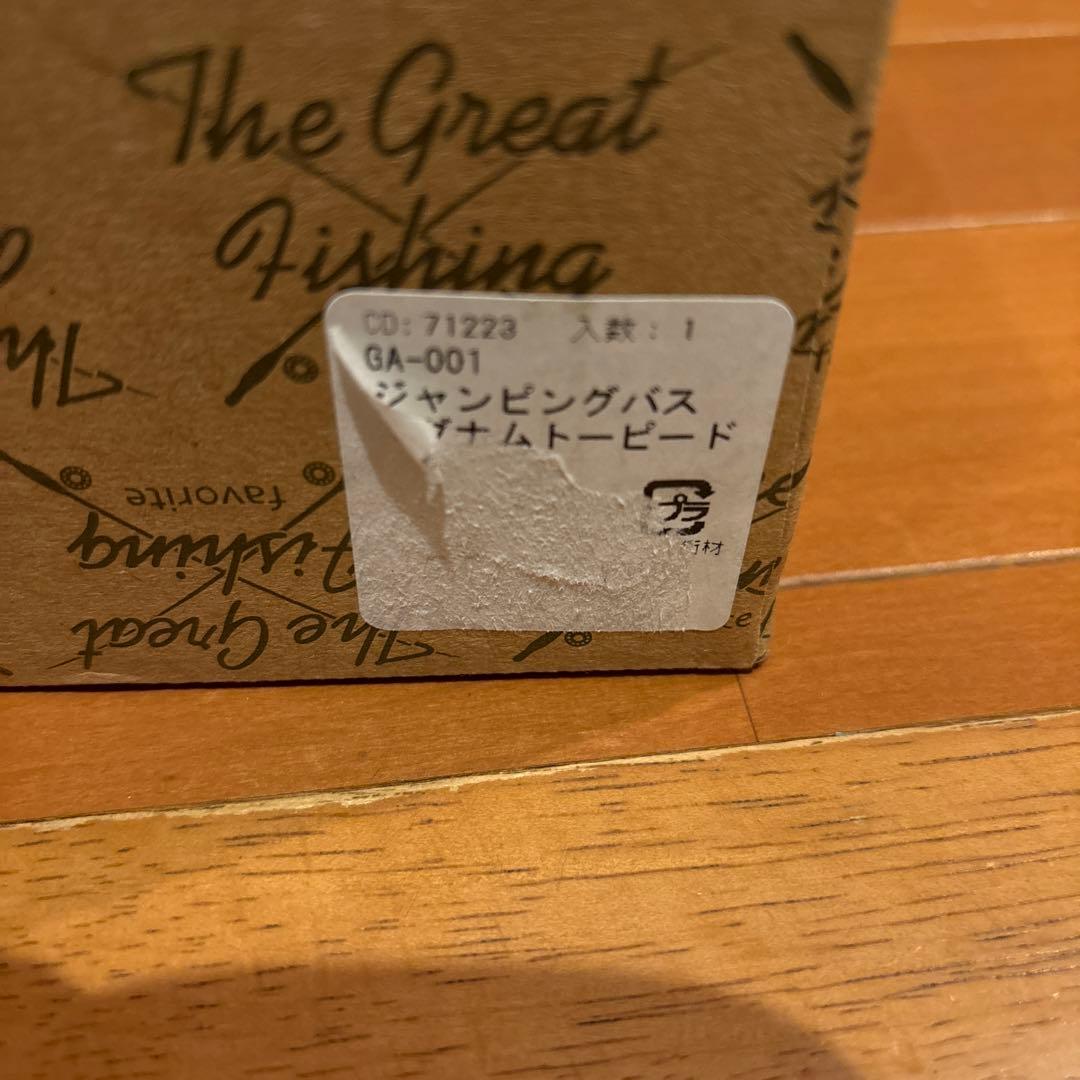 The Great
Fishing
CD: 71223 入数: 1
GA-001
ジャンピングバス
グナムトーピード
プラ
favorite
Fishing
The Great